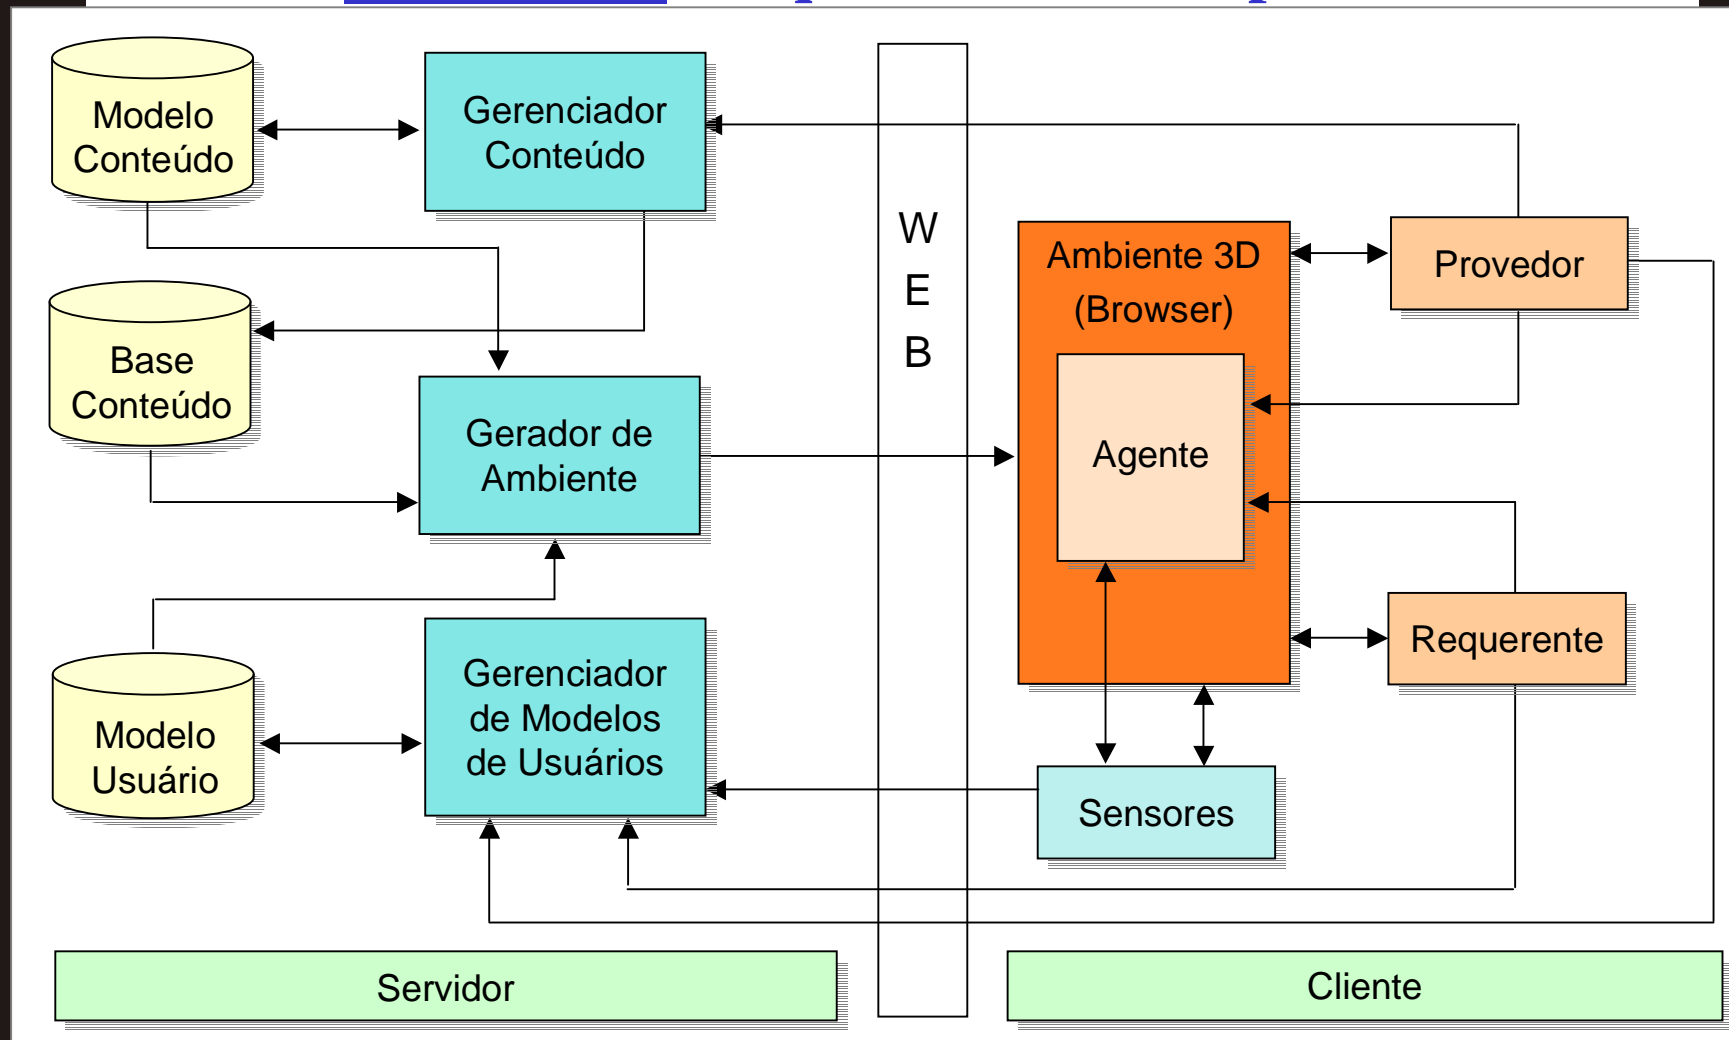 Modelo
Conteúdo
Gerenciador
Conteúdo
W
E
B
Ambiente 3D
(Browser)
Provedor
Base
Conteúdo
Gerador de
Ambiente
Agente
Requerente
Modelo
Usuário
Gerenciador
de Modelos
de Usuários
Sensores
Servidor
Cliente